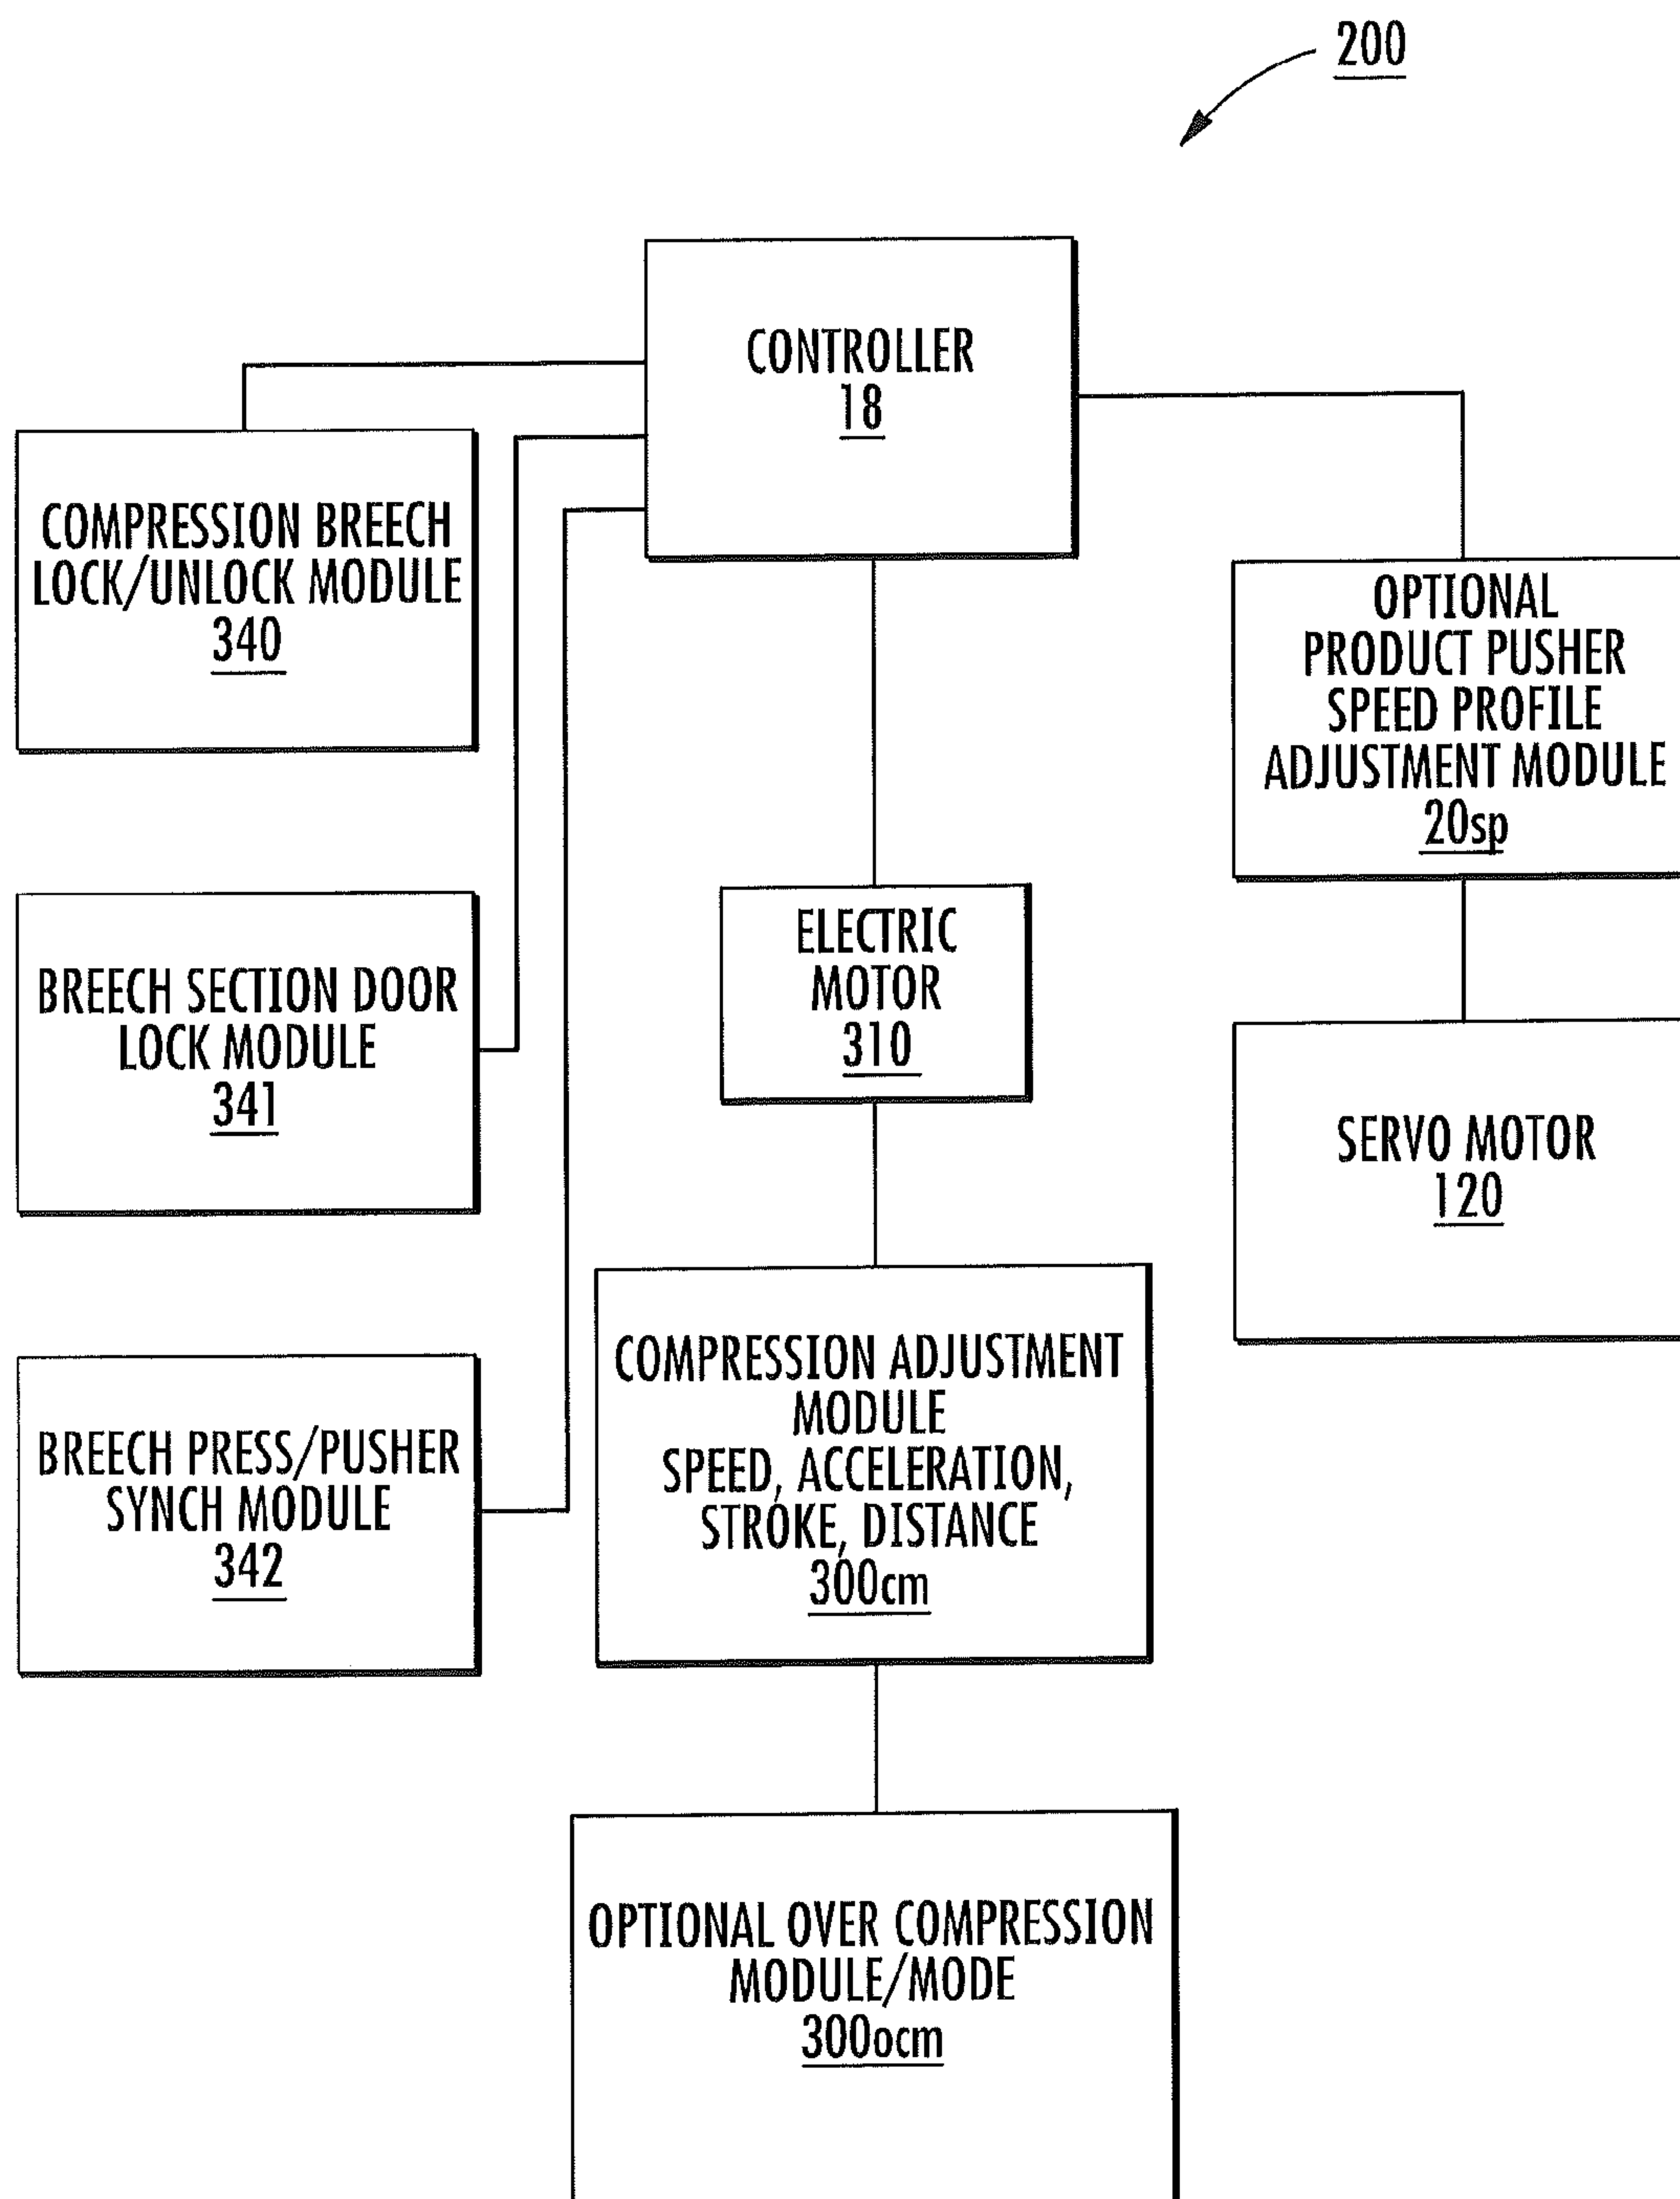 200
CONTROLLER
18
COMPRESSION BREECH
LOCK/UNLOCK MODULE
340
OPTIONAL
PRODUCT PUSHER
SPEED PROFILE
ADJUSTMENT MODULE
20sp
ELECTRIC
MOTOR
310
BREECH SECTION DOOR
LOCK MODULE
341
SERVO MOTOR
120
COMPRESSION ADJUSTMENT
MODULE
SPEED, ACCELERATION,
STROKE, DISTANCE
300cm
BREECH PRESS/PUSHER
SYNCH MODULE
342
OPTIONAL OVER COMPRESSION
MODULE/MODE
300ocm